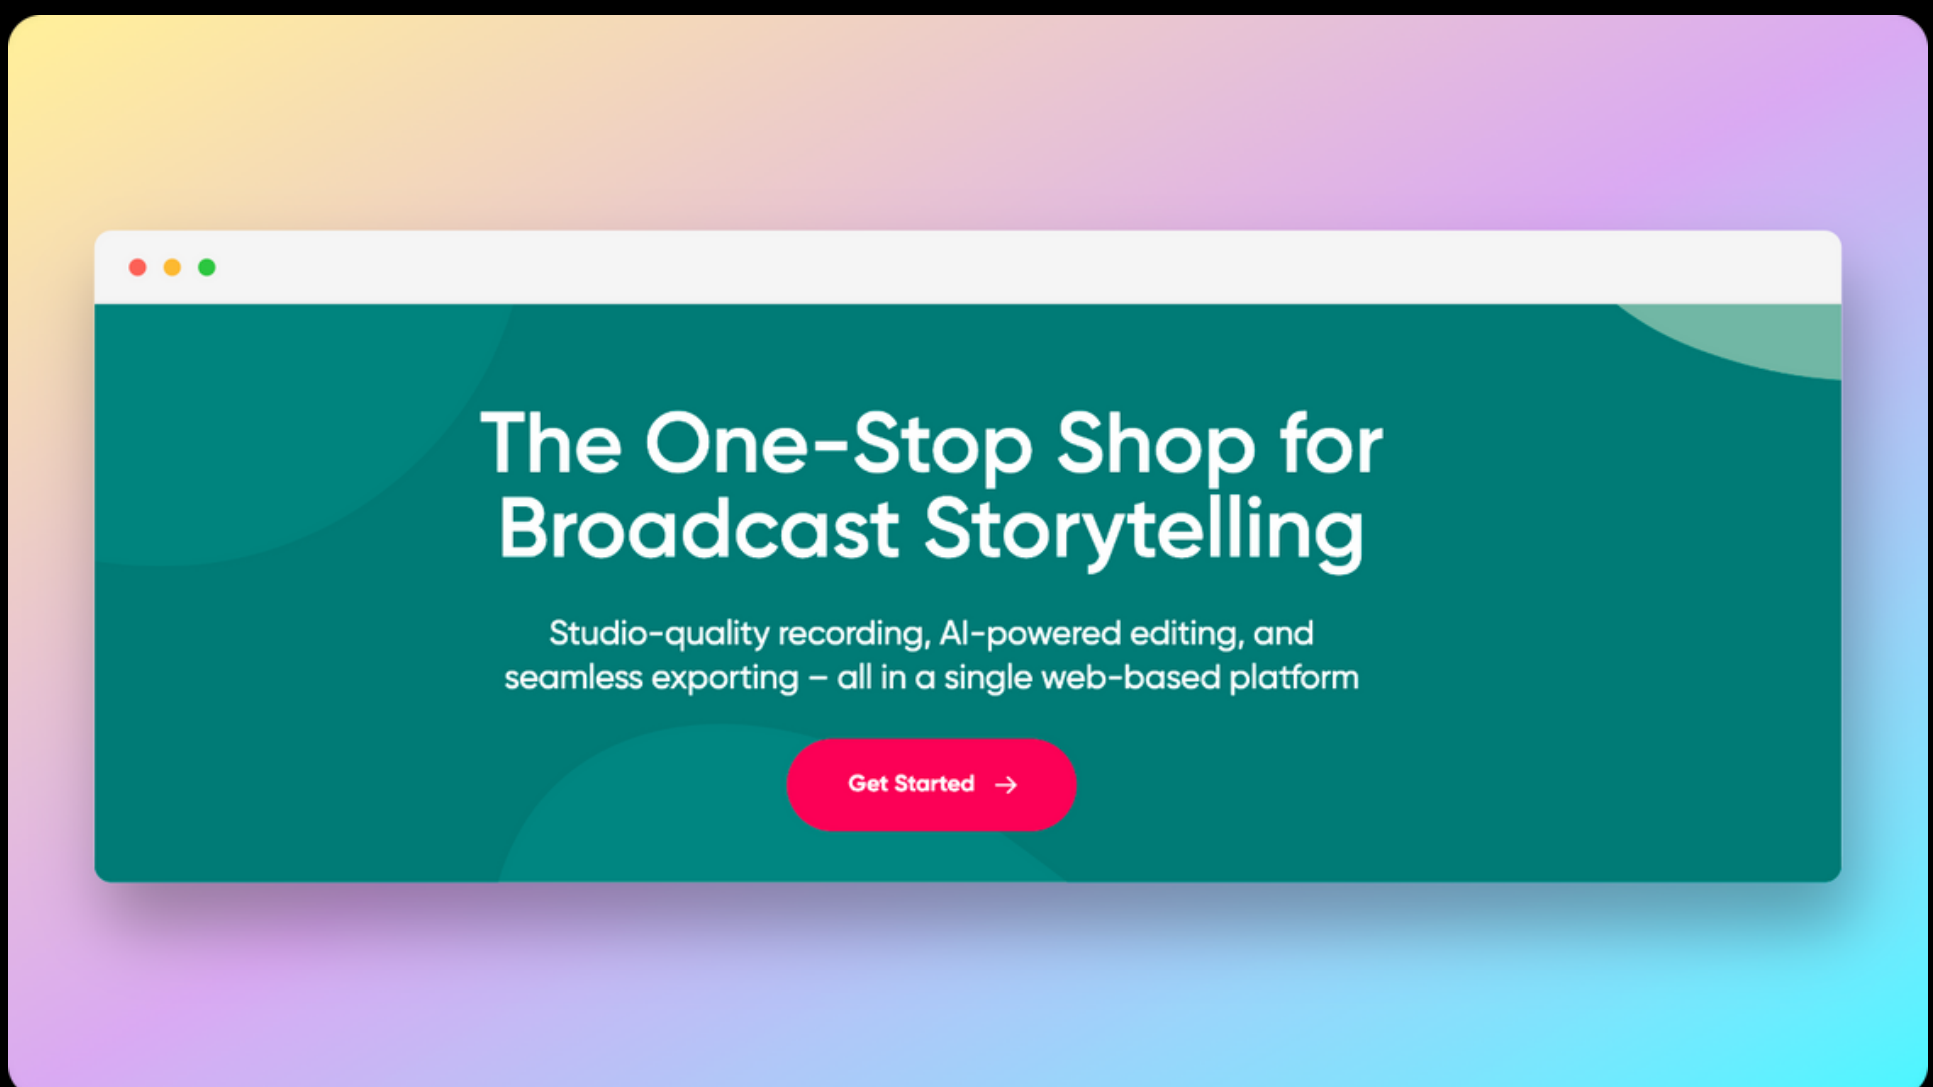 The One-Stop Shop for
Broadcast Storytelling
Studio-quality recording, AI-powered editing, and
seamless exporting – all in a single web-based platform
Get Started →